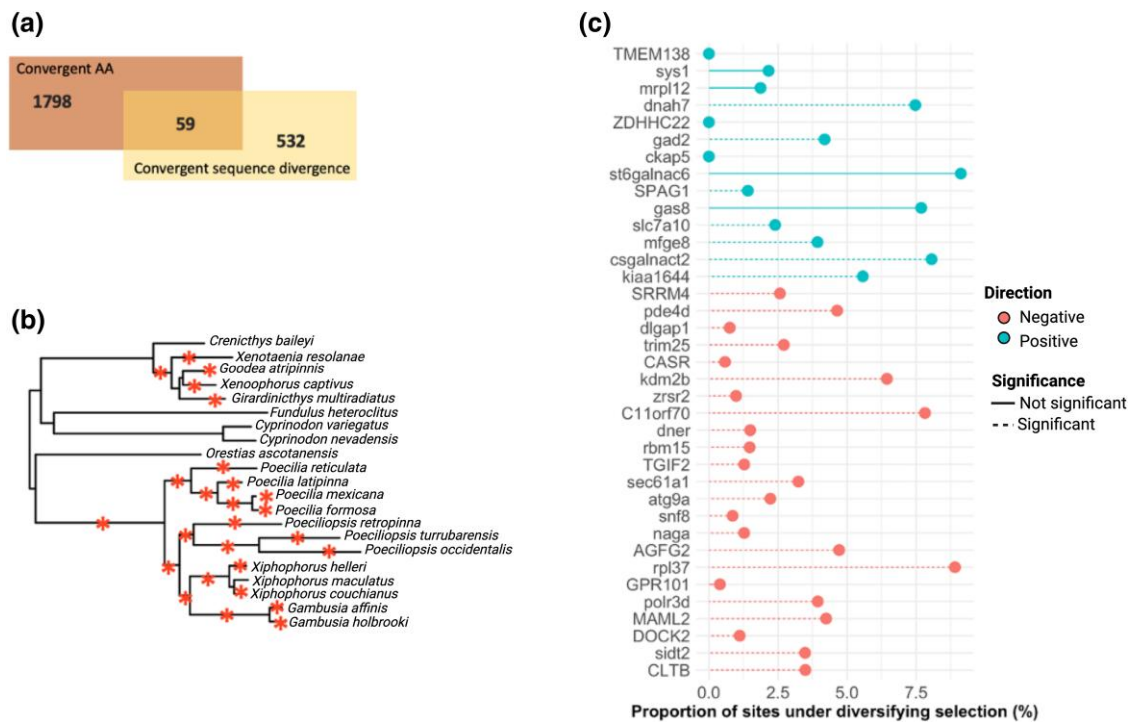 (a)
Convergent AA
1798
59
532
Convergent sequence divergence
(b)
Crenicthys baileyi
Xenotaenia resolanae
Goodea atripinnis
Xenoophorus captivus
Girardinicthys multiradiatus
Fundulus heteroclitus
Cyprinodon variegatus
Cyprinodon nevadensis
Orestias ascotanensis
Poecilia reticulata
Poecilia latipinna
Poecilia mexicana
Poecilia formosa
Poeciliopsis retropinna
Poeciliopsis turrubarensis
Poeciliopsis occidentalis
Xiphophorus helleri
Xiphophorus maculatus
Xiphophorus couchianus
Gambusia affinis
Gambusia holbrooki
(c)
TMEM138
sys1
mrpl12
dnah7
ZDHHC22
gad2
ckap5
st6galnac6
SPAG1
gas8
slc7a10
mfge8
csgalnact2
kiaa1644
SRRM4
pde4d
dlgap1
trim25
CASR
kdm2b
zrsr2
C11orf70
dner
rbm15
TGIF2
sec61a1
atg9a
snf8
naga
AGFG2
rpl37
GPR101
polr3d
MAML2
DOCK2
sidt2
CLTB
0.0 2.5 5.0 7.5
Proportion of sites under diversifying selection (%)
Direction
Negative
Positive
Significance
Not significant
Significant